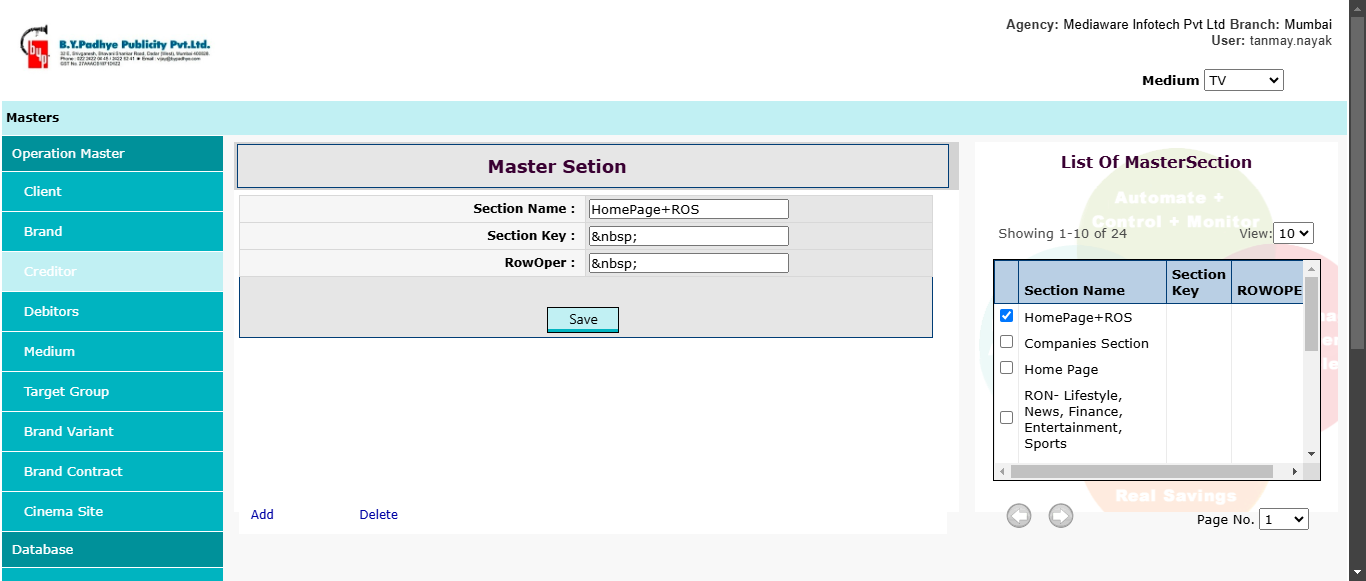 B.Y.Padhye Publicity Pvt.Ltd.
Agency: Mediaware Infotech Pvt Ltd Branch: Mumbai
User: tanmay.nayak
Medium TV
Masters
Operation Master
Client
Brand
Creditor
Debitors
Medium
Target Group
Brand Variant
Brand Contract
Cinema Site
Database
Master Setion
Section Name : HomePage+ROS
Section Key : &nbsp;
RowOper : &nbsp;
Save
Add Delete
List Of MasterSection
Automate +
Control + Monitor
Showing 1-10 of 24 View: 10
Section Name Section Key ROWOPE
HomePage+ROS
Companies Section
Home Page
RON- Lifestyle,
News, Finance,
Entertainment,
Sports
Real Savings
Page No. 1